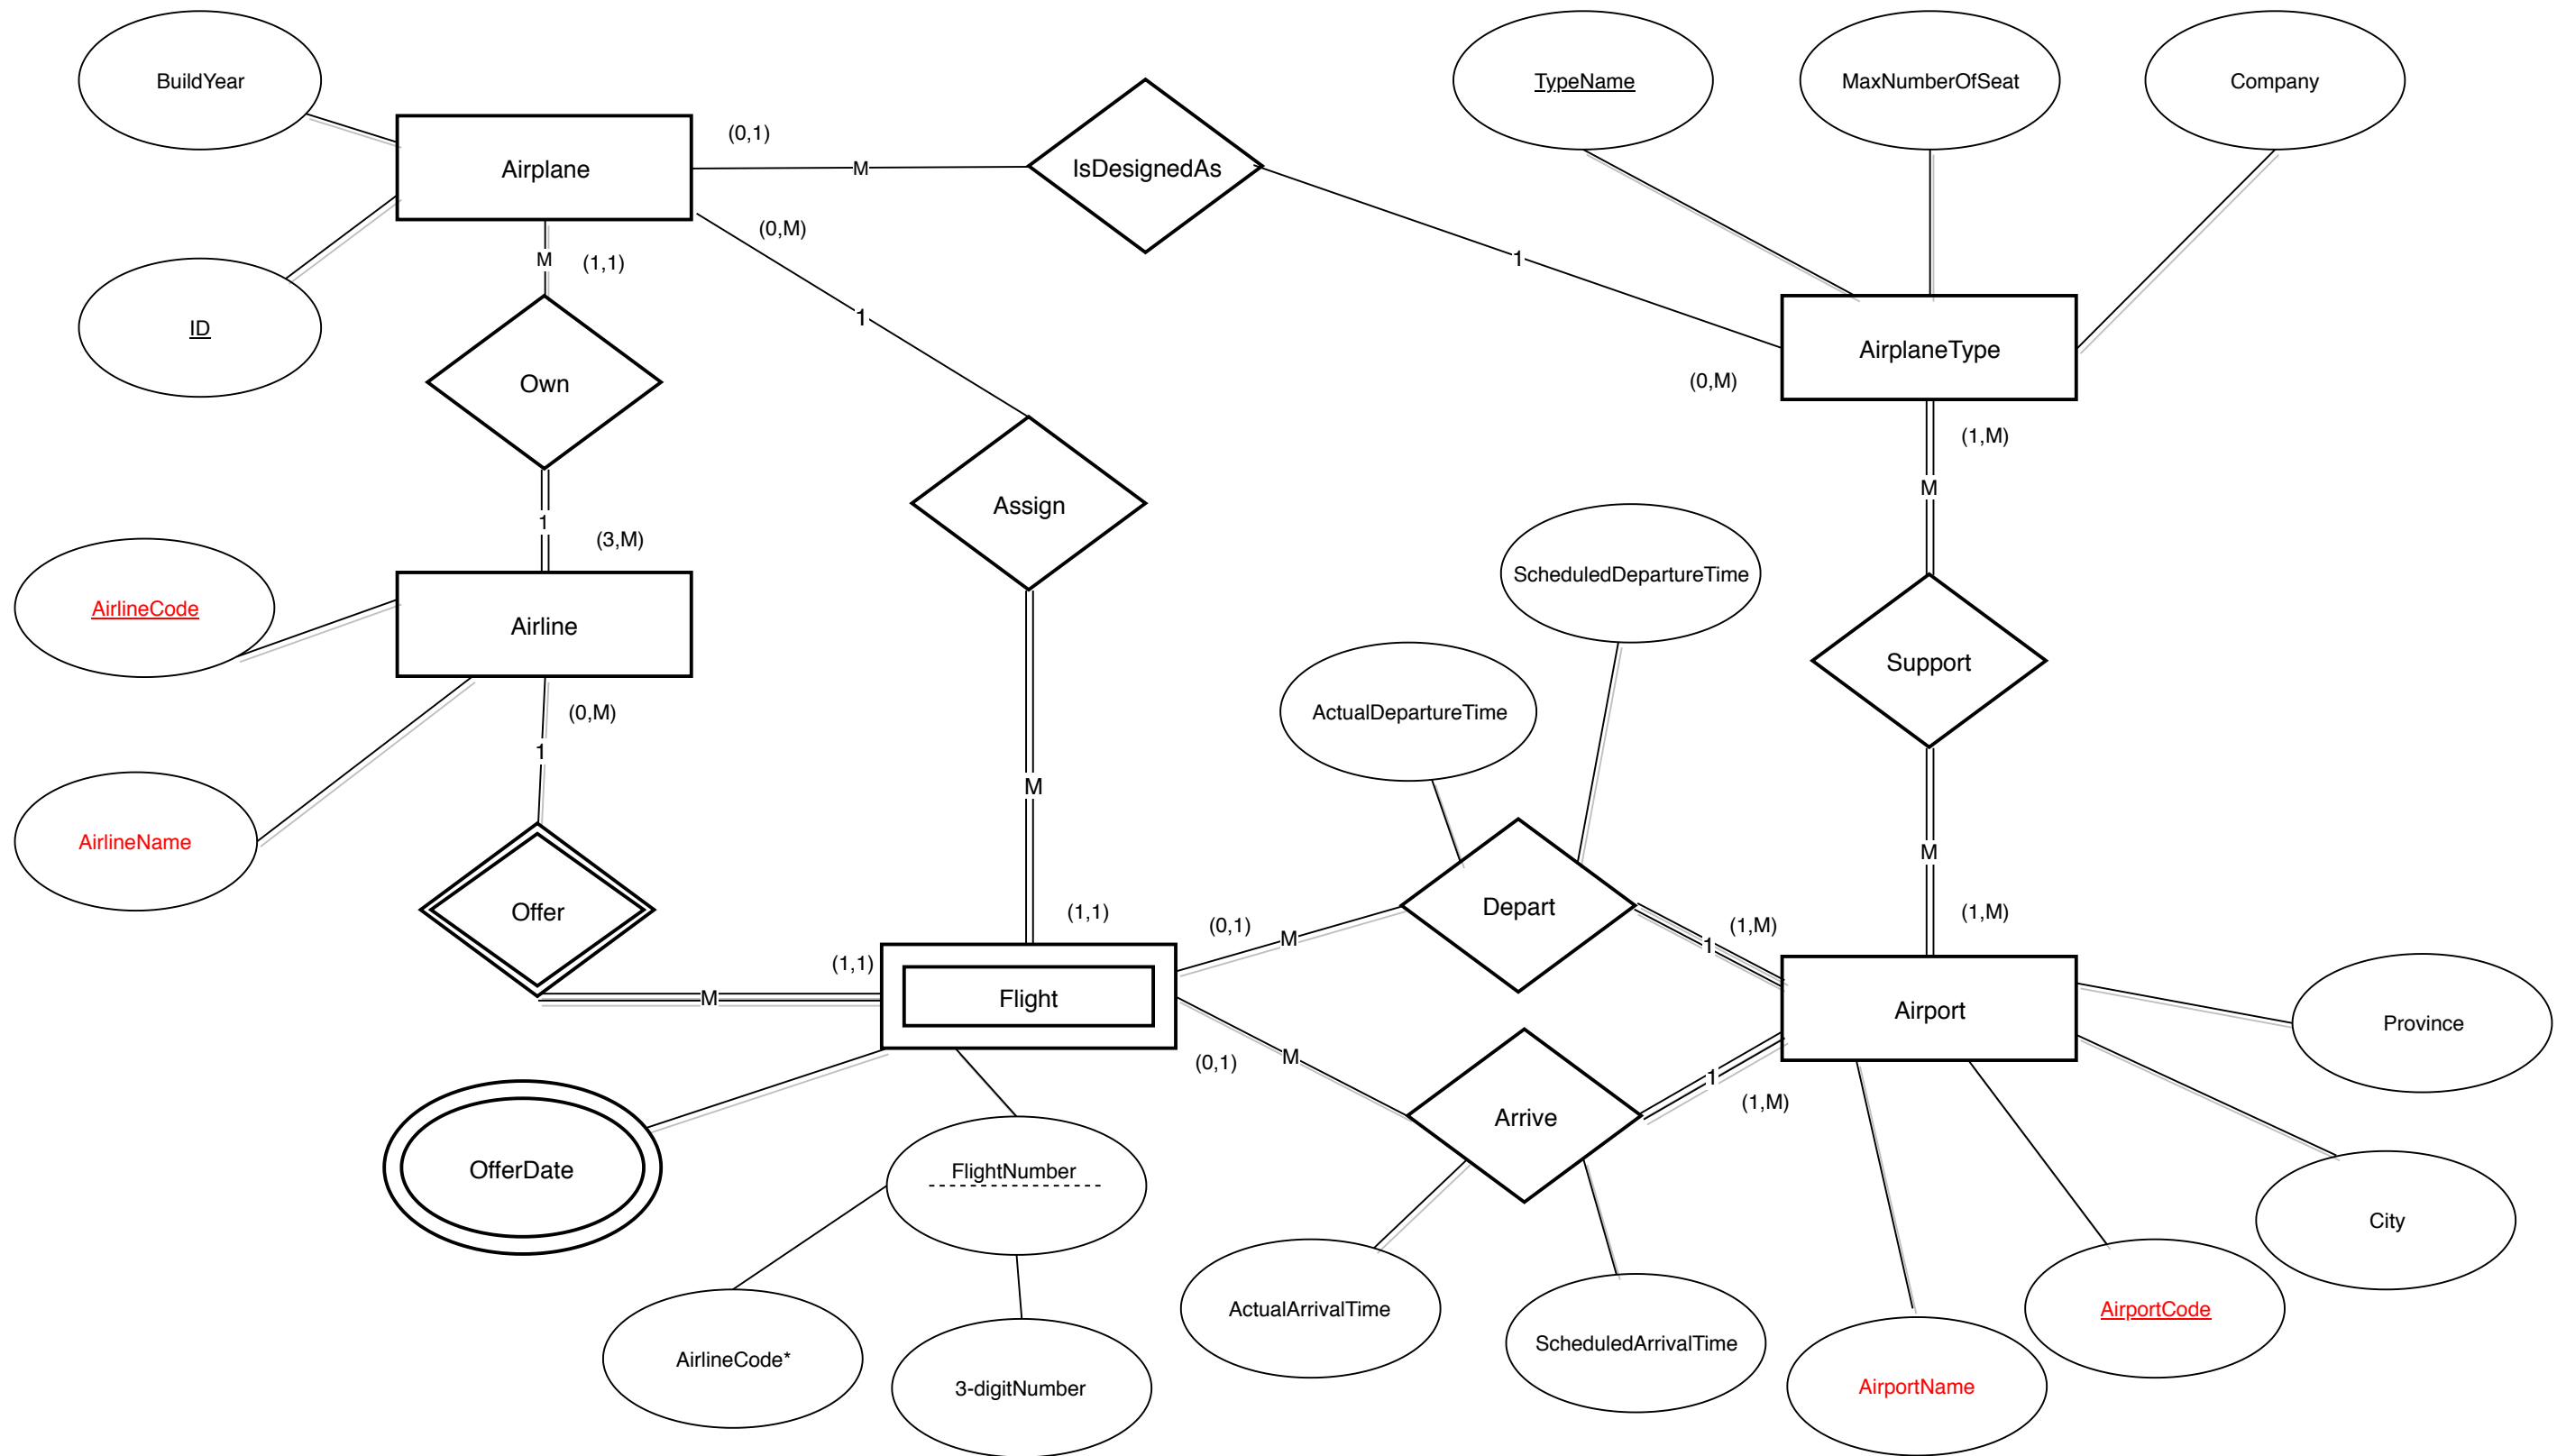 BuildYear
TypeName
MaxNumberOfSeat
Company
(0,1)
Airplane
M
IsDesignedAs
(0,M)
M
(1,1)
1
1
ID
AirplaneType
(0,M)
Own
(1,M)
M
Assign
1
(3,M)
ScheduledDepartureTime
AirlineCode
Airline
Support
(0,M)
ActualDepartureTime
1
M
AirlineName
M
Offer
(1,1)
Depart
(1,M)
(0,1)
(1,M)
M
1
(1,1)
M
Flight
Airport
Province
(0,1)
M
1
(1,M)
Arrive
OfferDate
FlightNumber
City
ActualArrivalTime
AirportCode
ScheduledArrivalTime
AirlineCode*
3-digitNumber
AirportName